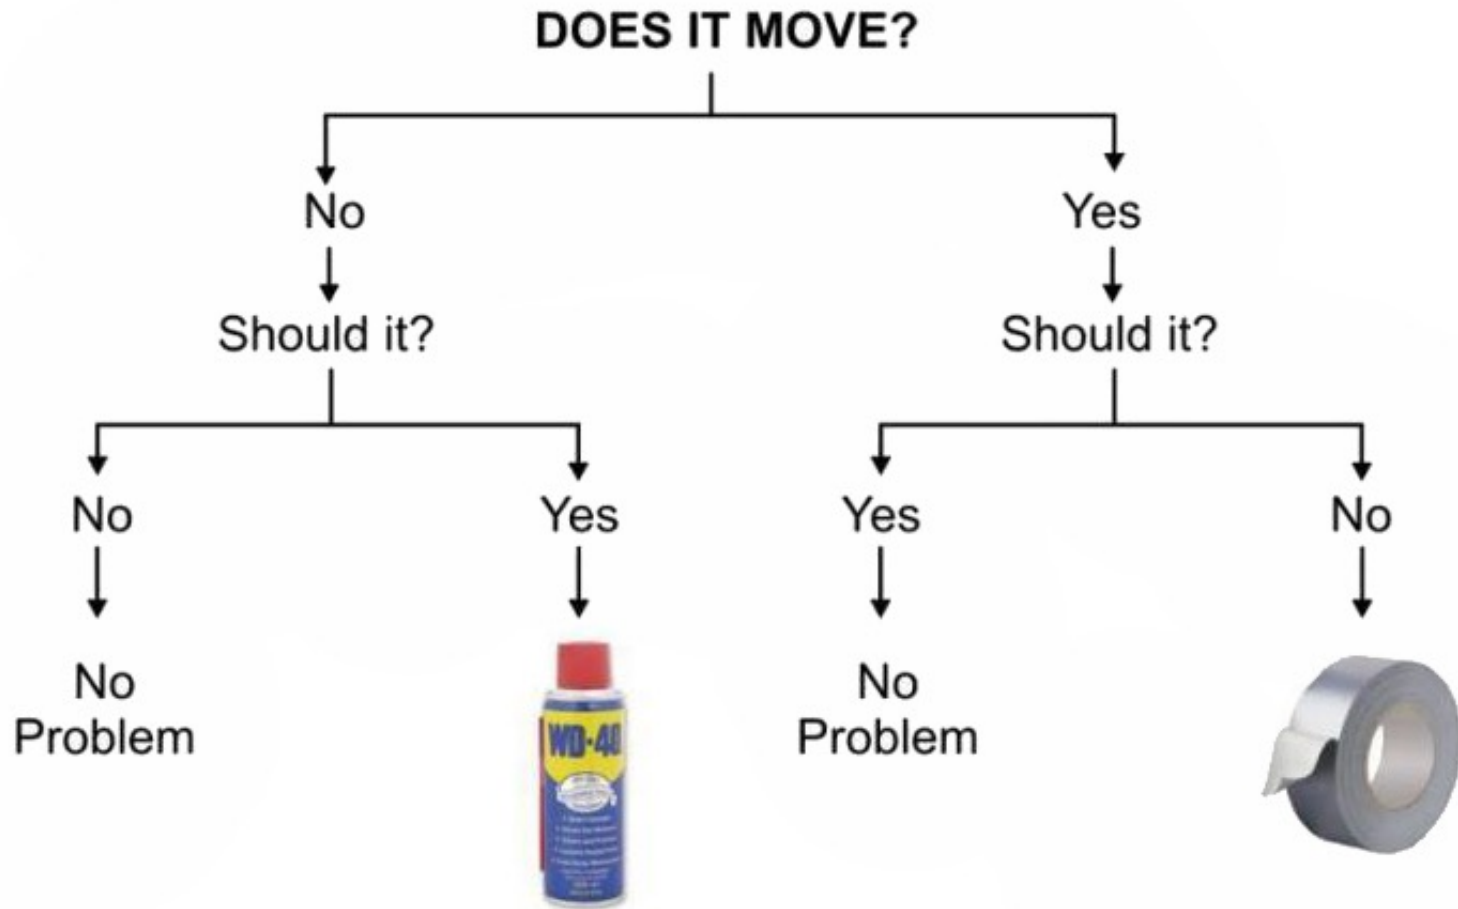 DOES IT MOVE?
No
Yes
Should it?
Should it?
No
Yes
Yes
No
No
Problem
No
Problem
WD-40